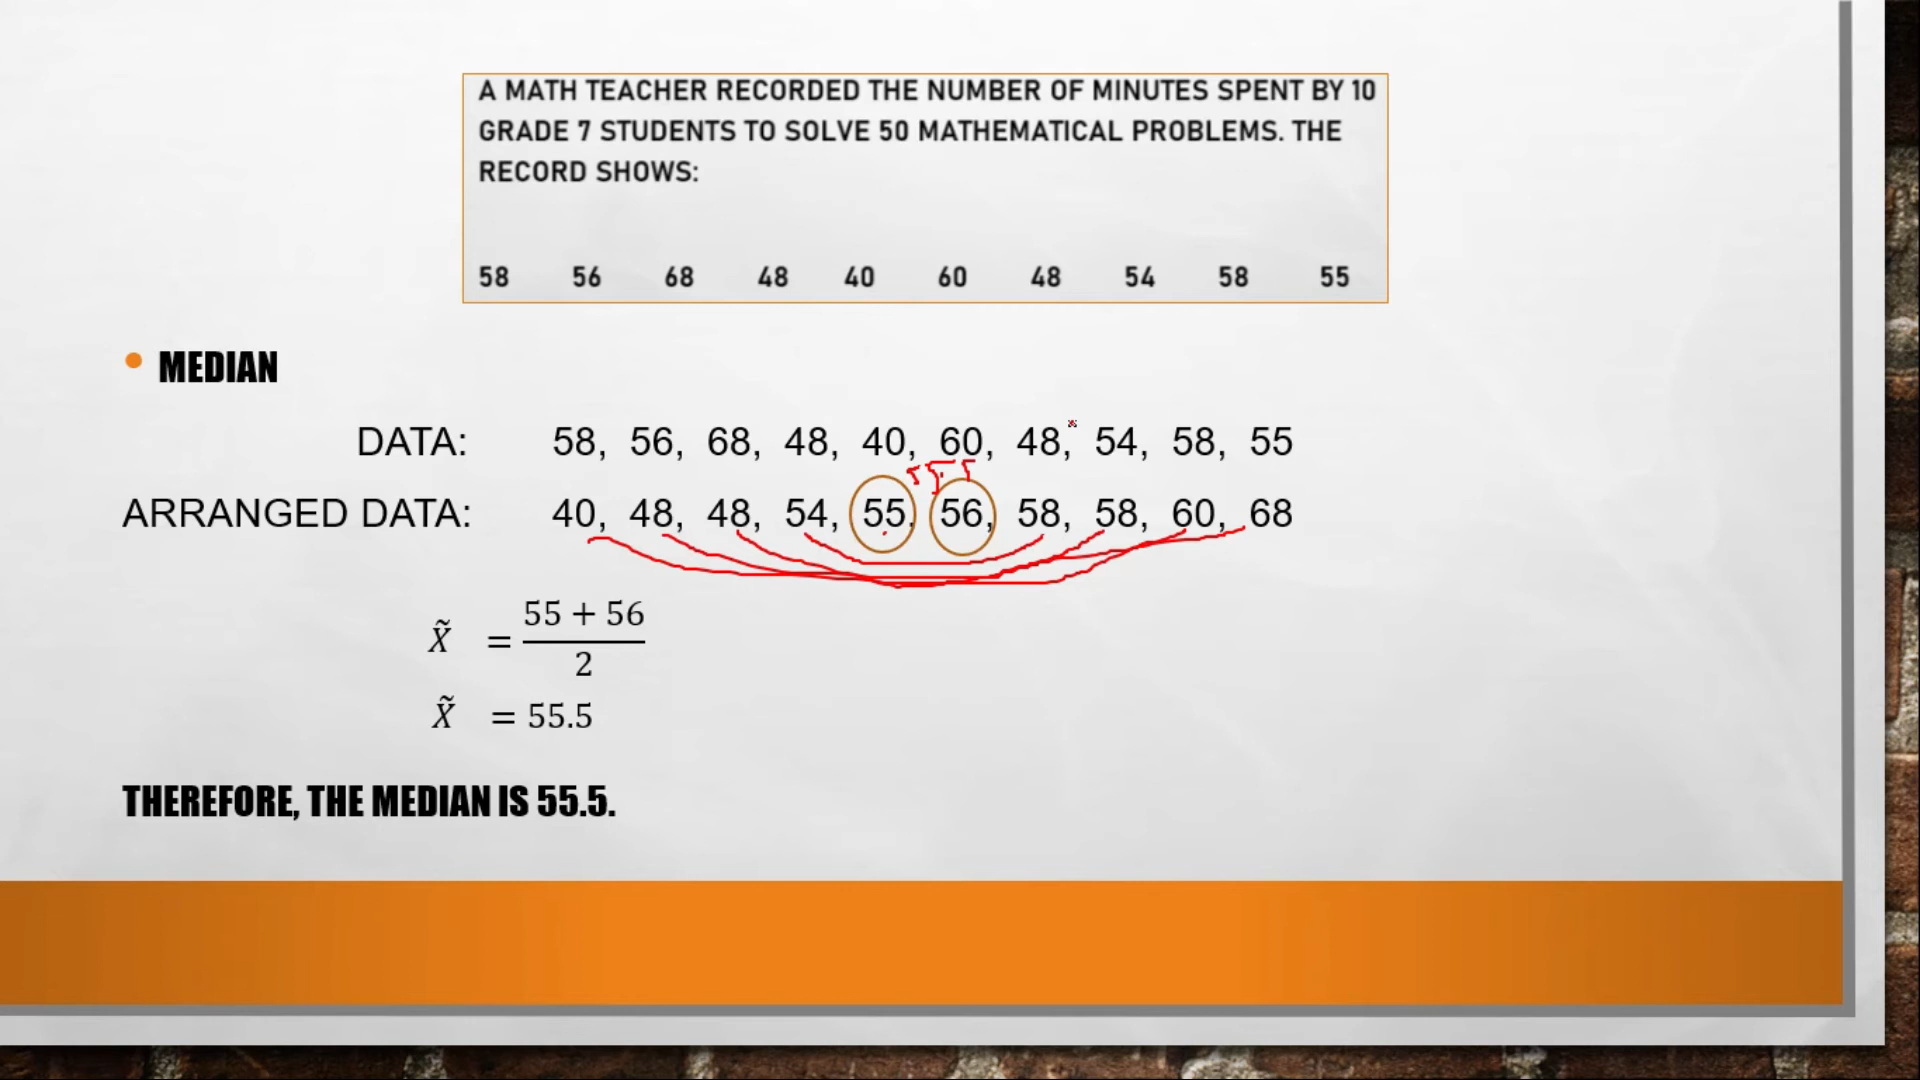 A MATH TEACHER RECORDED THE NUMBER OF MINUTES SPENT BY 10
GRADE 7 STUDENTS TO SOLVE 50 MATHEMATICAL PROBLEMS. THE
RECORD SHOWS:
58 56 68 48 40 60 48 54 58 55
• MEDIAN
DATA: 58, 56, 68, 48, 40, 60, 48, 54, 58, 55
55.5
ARRANGED DATA: 40, 48, 48, 54, 55, 56, 58, 58, 60, 68
X̃ = (55 + 56)/2
X̃ = 55.5
THEREFORE, THE MEDIAN IS 55.5.